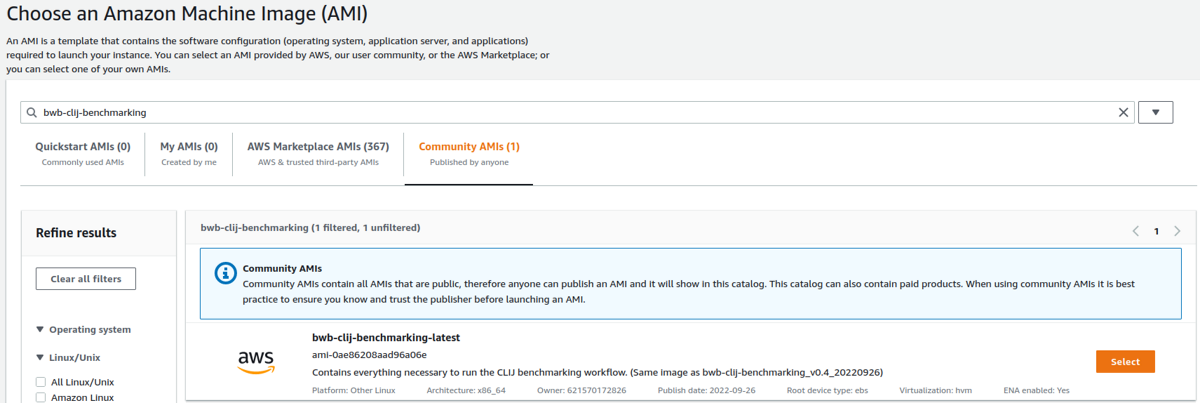 Choose an Amazon Machine Image (AMI)
An AMI is a template that contains the software configuration (operating system, application server, and applications)
required to launch your instance. You can select an AMI provided by AWS, our user community, or the AWS Marketplace; or
you can select one of your own AMIs.
bwb-clij-benchmarking
Quickstart AMIs (0)
Commonly used AMIs
My AMIs (0)
Created by me
AWS Marketplace AMIs (367)
AWS & trusted third-party AMIs
Community AMIs (1)
Published by anyone
Refine results
Clear all filters
Operating system
Linux/Unix
All Linux/Unix
Amazon Linux
bwb-clij-benchmarking (1 filtered, 1 unfiltered)
1
Community AMIs
Community AMIs contain all AMIs that are public, therefore anyone can publish an AMI and it will show in this catalog. This catalog can also contain paid products. When using community AMIs it is best
practice to ensure you know and trust the publisher before launching an AMI.
aws
bwb-clij-benchmarking-latest
ami-0ae86208aad96a06e
Contains everything necessary to run the CLIJ benchmarking workflow. (Same image as bwb-clij-benchmarking_v0.4_20220926)
Platform: Other Linux Architecture: x86_64 Owner: 621570172826 Publish date: 2022-09-26 Root device type: ebs Virtualization: hvm ENA enabled: Yes
Select